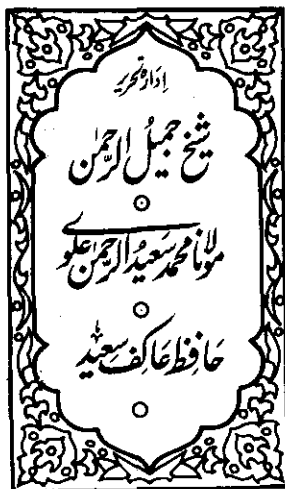 ادارۂ تحریر
شیخ جمیل الرحمٰن
مولانا محمد سعید الرحمٰن علوی
حافظ عاکف سعید